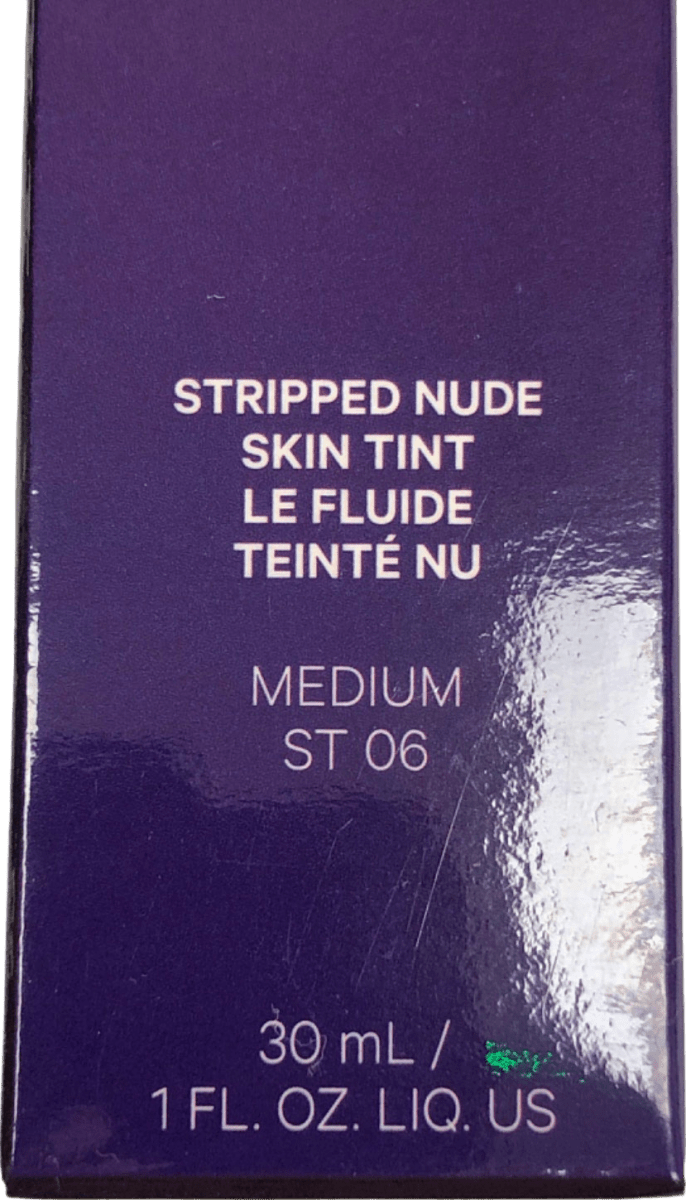 STRIPPED NUDE
SKIN TINT
LE FLUIDE
TEINTÉ NU
MEDIUM
ST 06
30 mL /
1 FL. OZ. LIQ. US